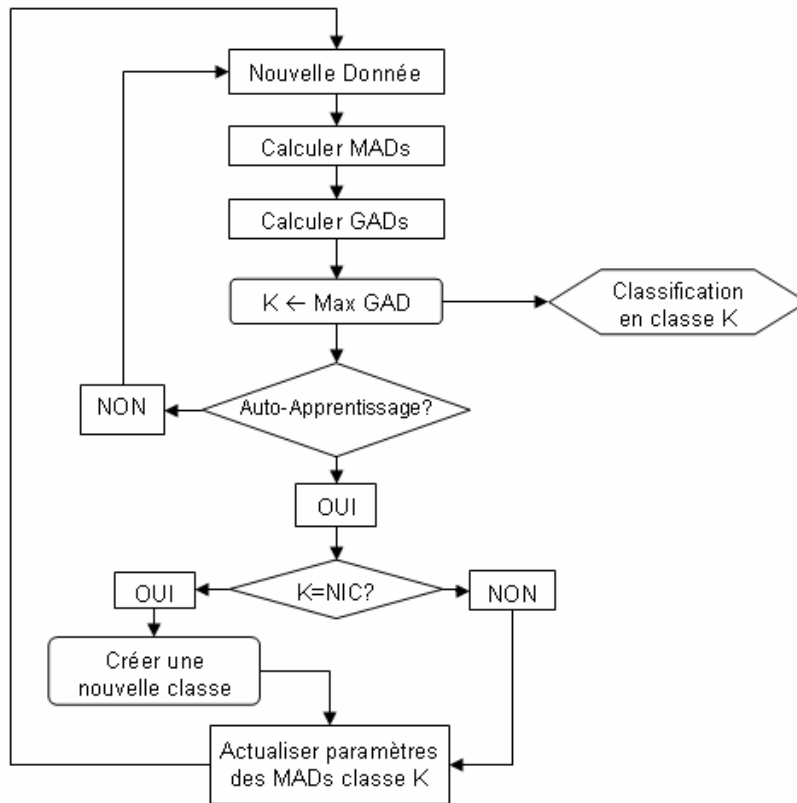 Nouvelle Donnée
Calculer MADs
Calculer GADs
K ← Max GAD
Classification
en classe K
Auto-Apprentissage?
NON
OUI
K=NIC?
OUI
NON
Créer une
nouvelle classe
Actualiser paramètres
des MADs classe K